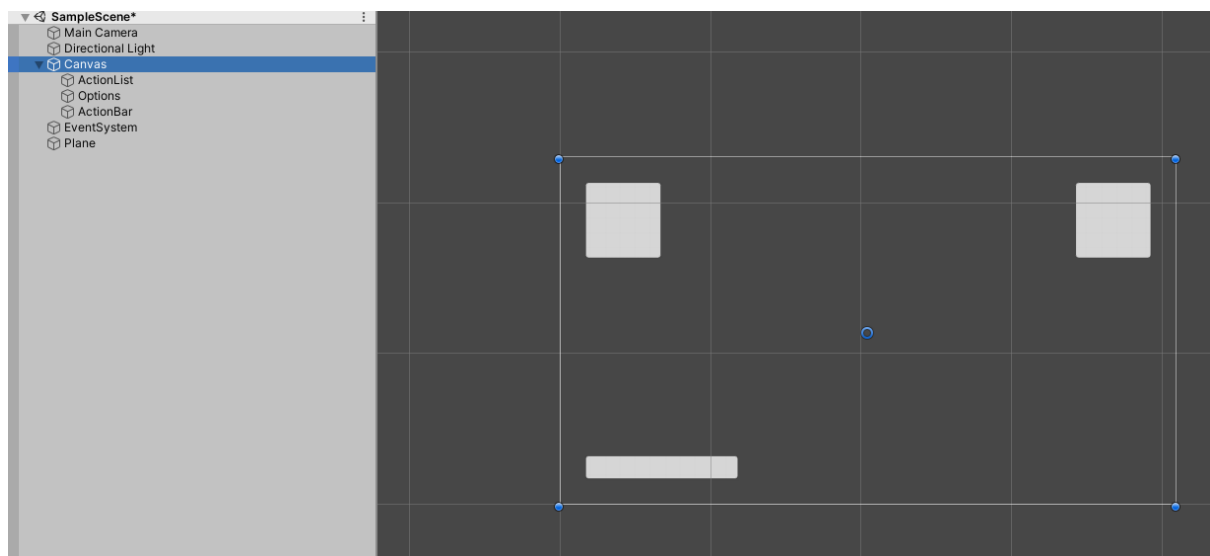 SampleScene*
Main Camera
Directional Light
Canvas
ActionList
Options
ActionBar
EventSystem
Plane